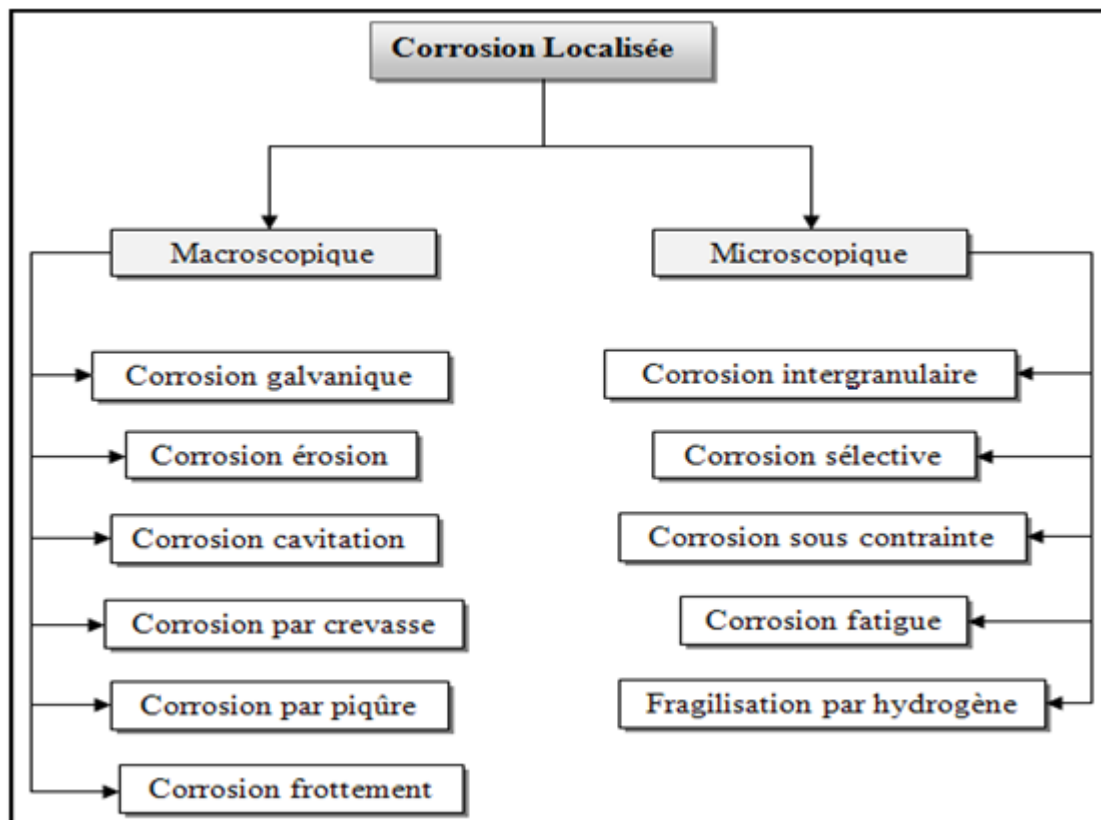 Corrosion Localisée
Macroscopique
Corrosion galvanique
Corrosion érosion
Corrosion cavitation
Corrosion par crevasse
Corrosion par piqûre
Corrosion frottement
Microscopique
Corrosion intergranulaire
Corrosion sélective
Corrosion sous contrainte
Corrosion fatigue
Fragilisation par hydrogène